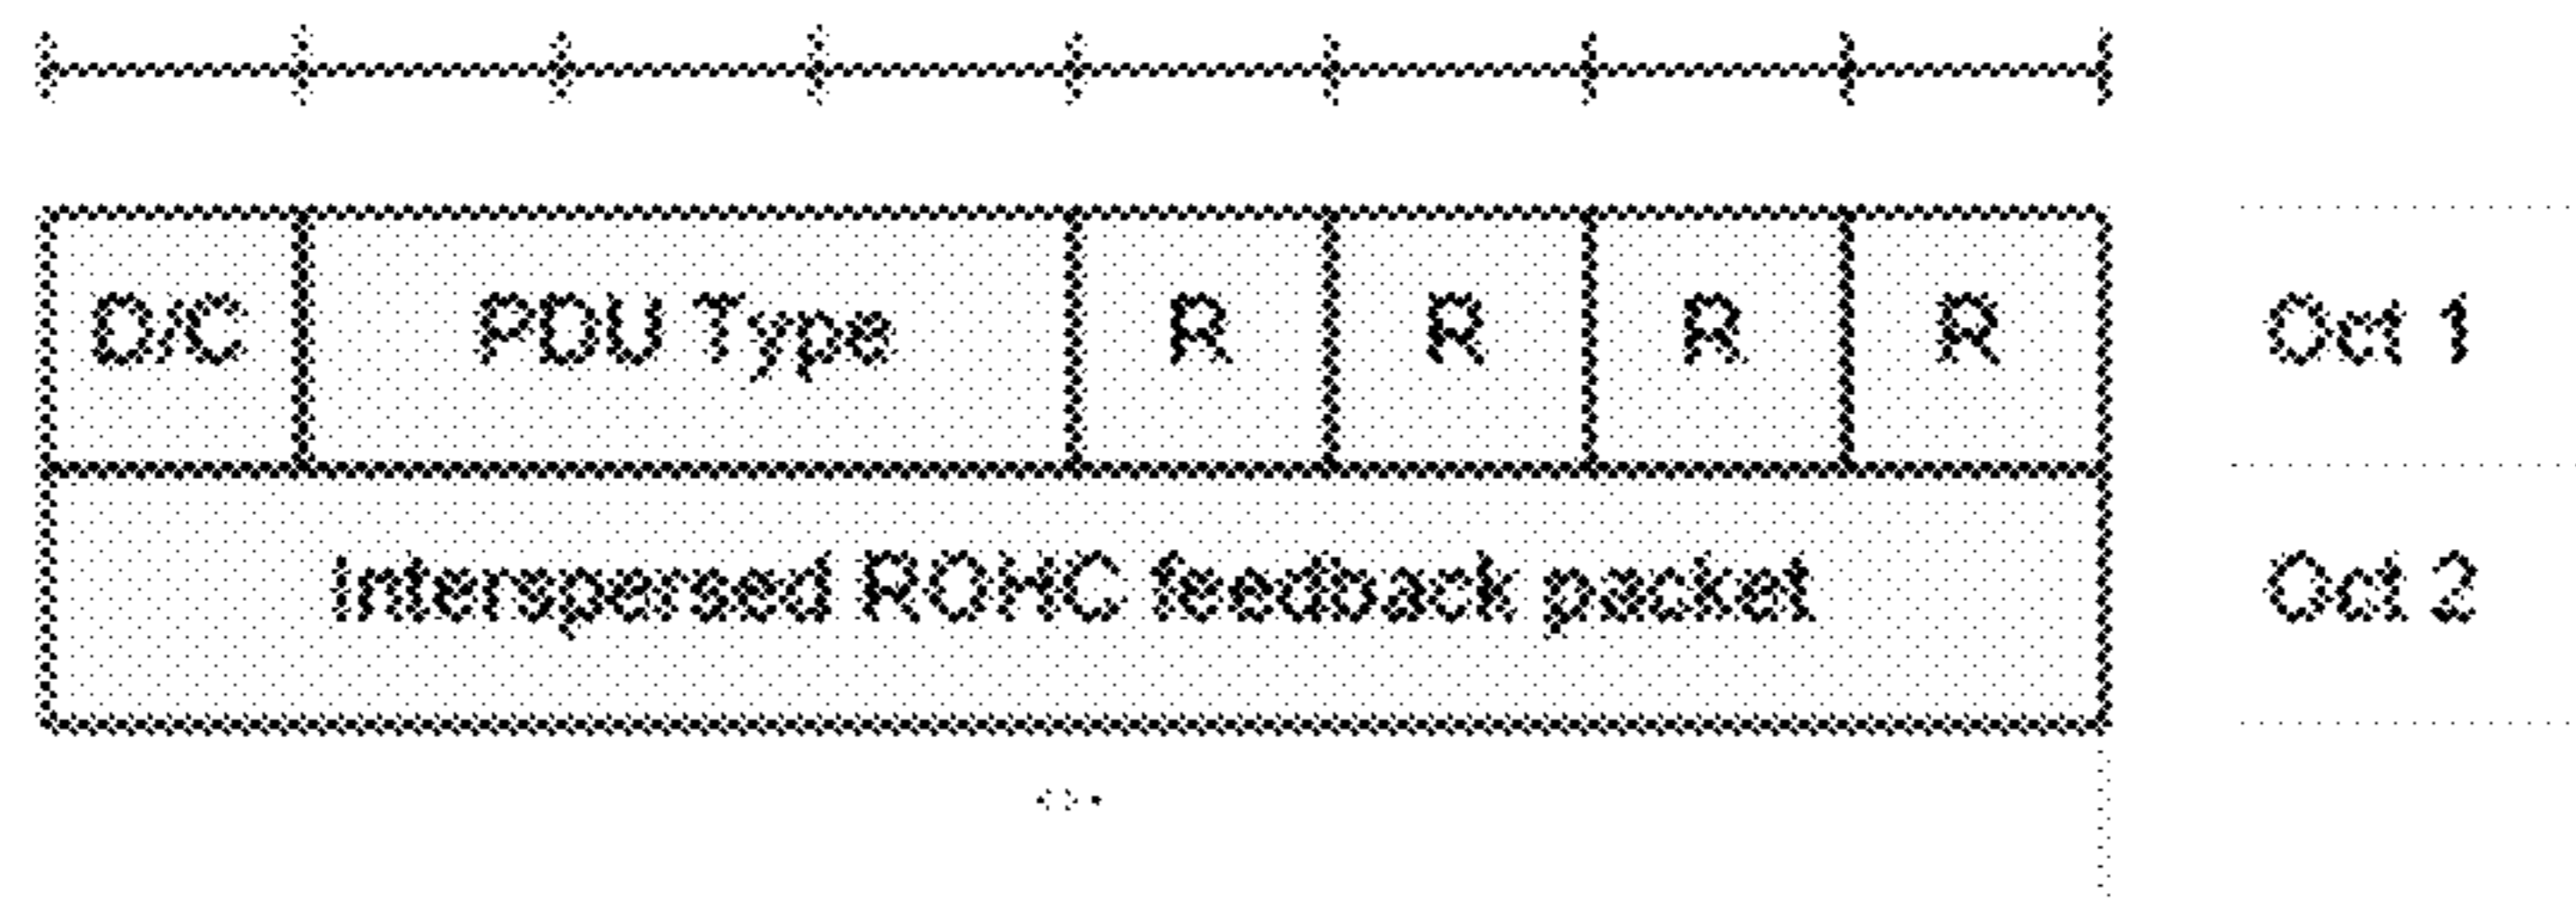 D/C PDU Type R R R R Oct 1
Interspersed ROHC feedback packet Oct 2
...